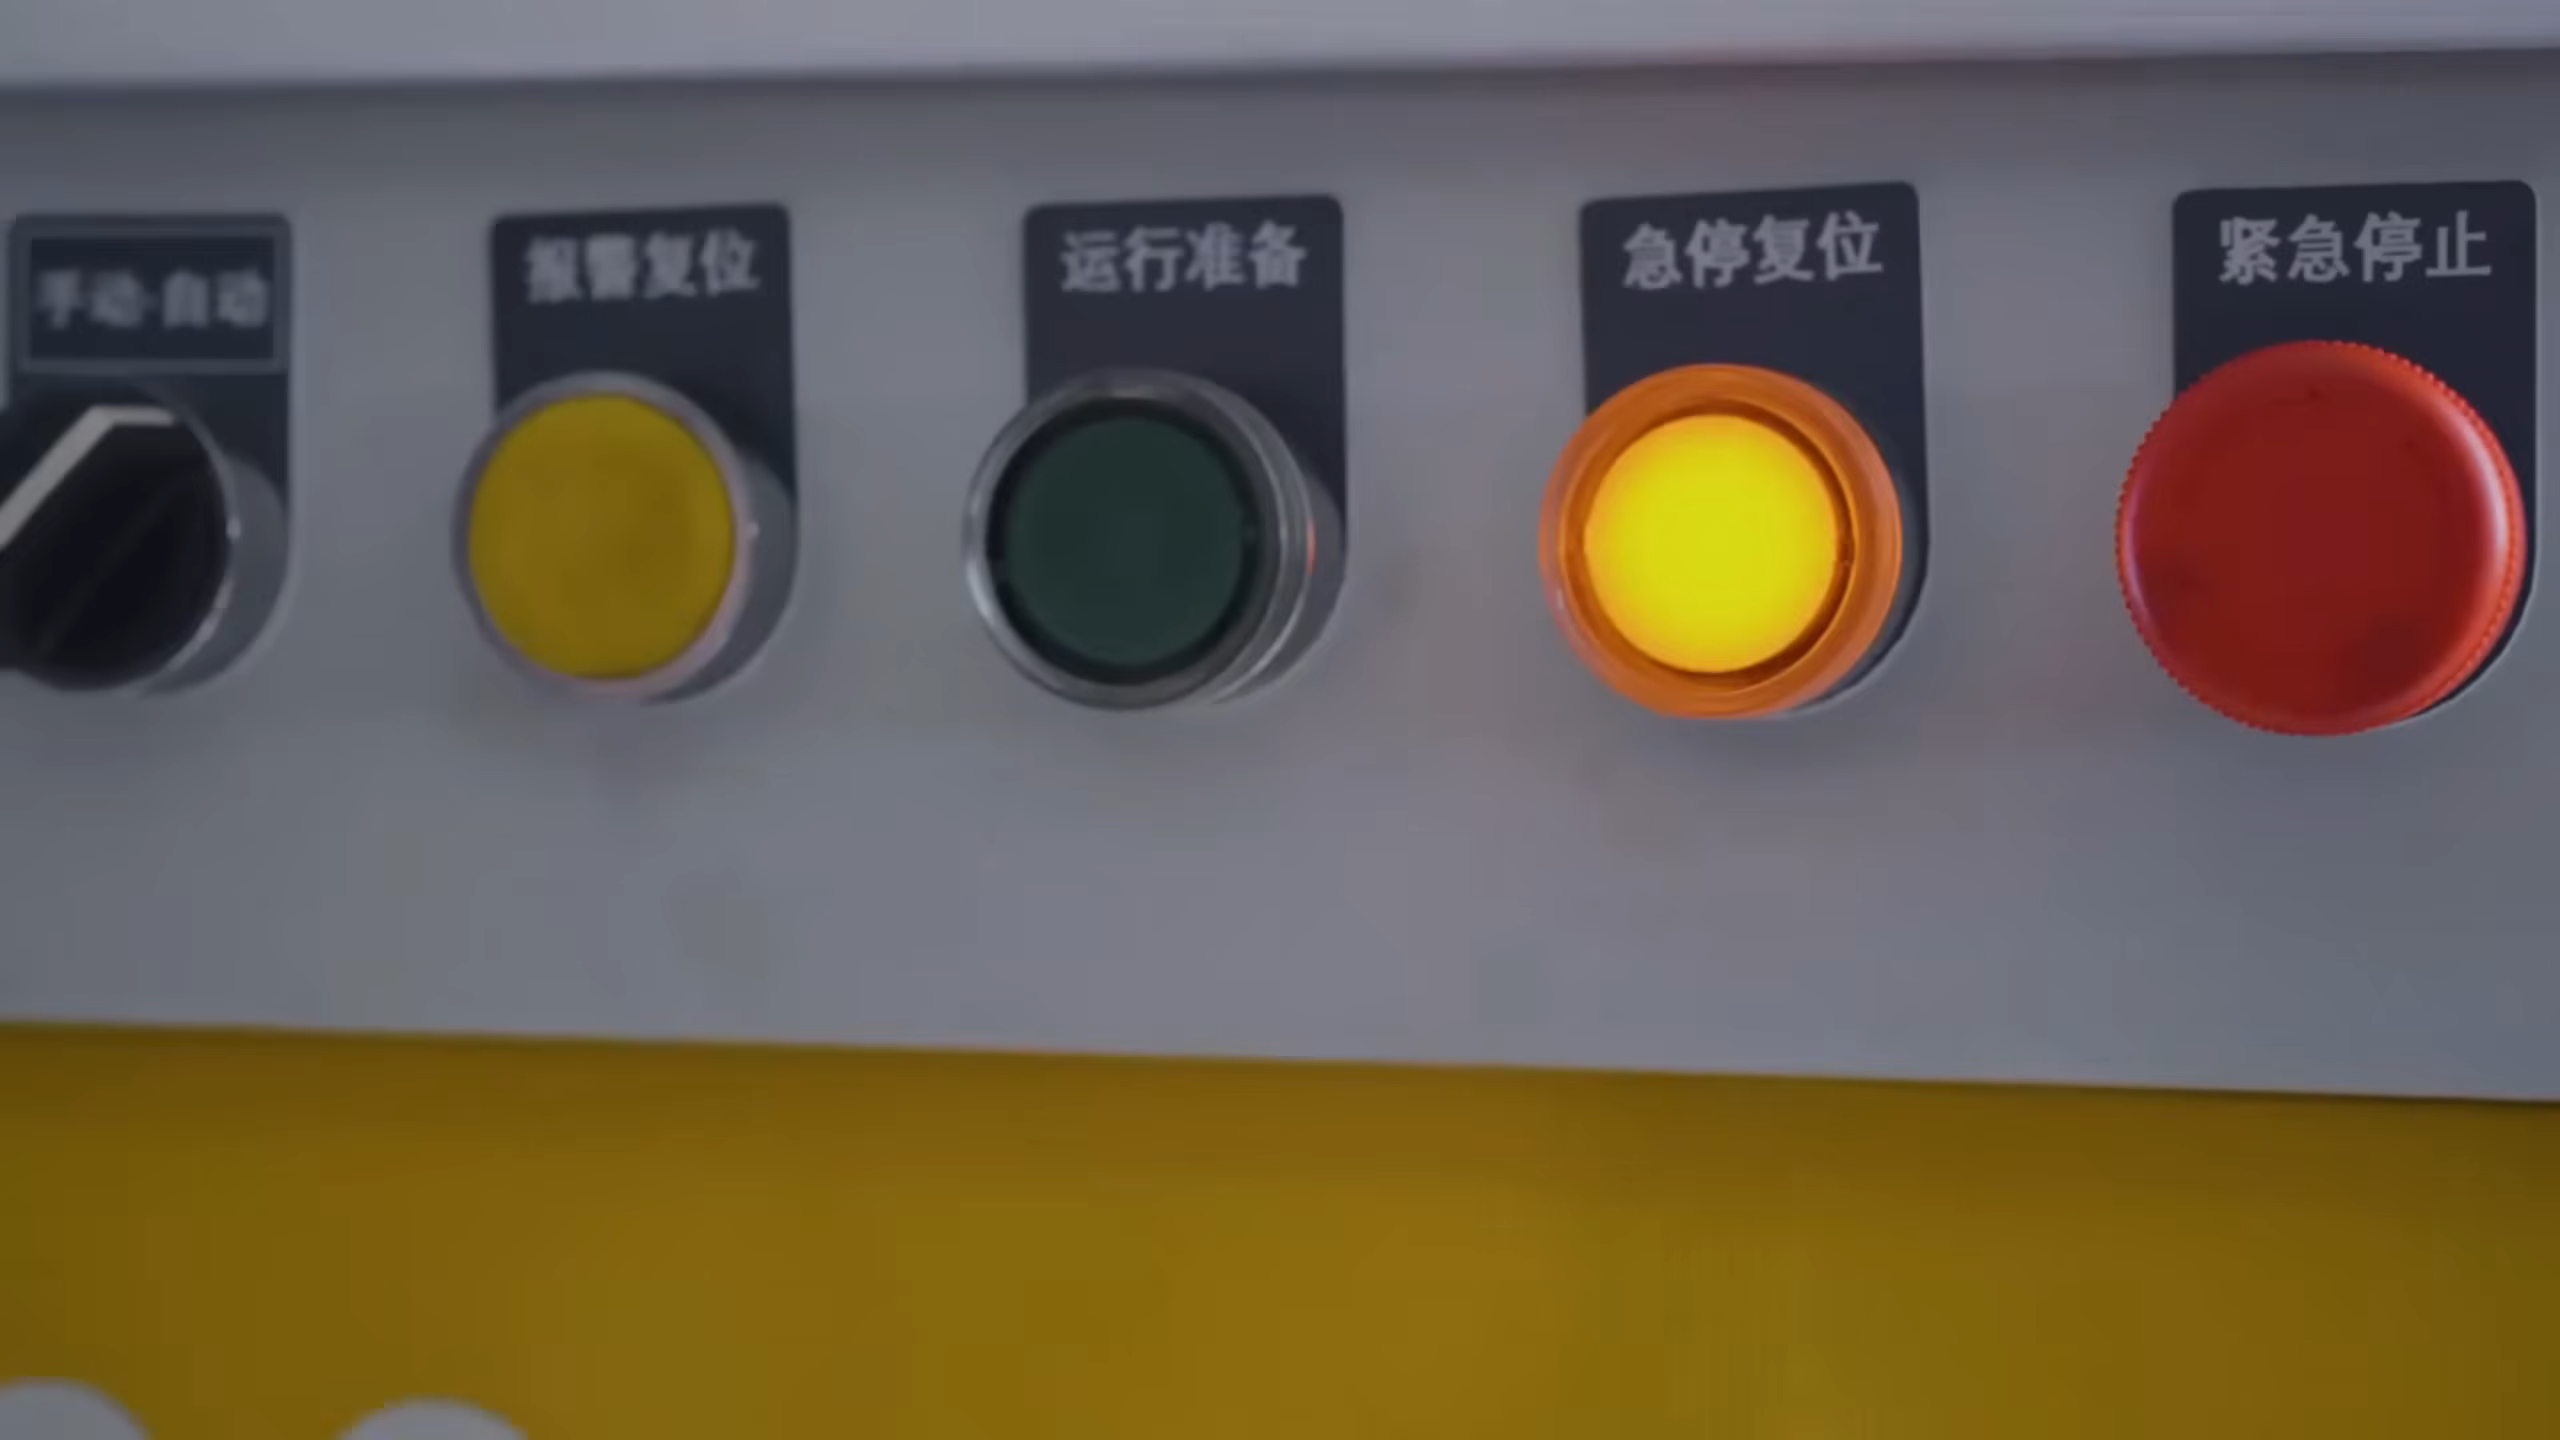 手动 自动
报警复位
运行准备
急停复位
紧急停止